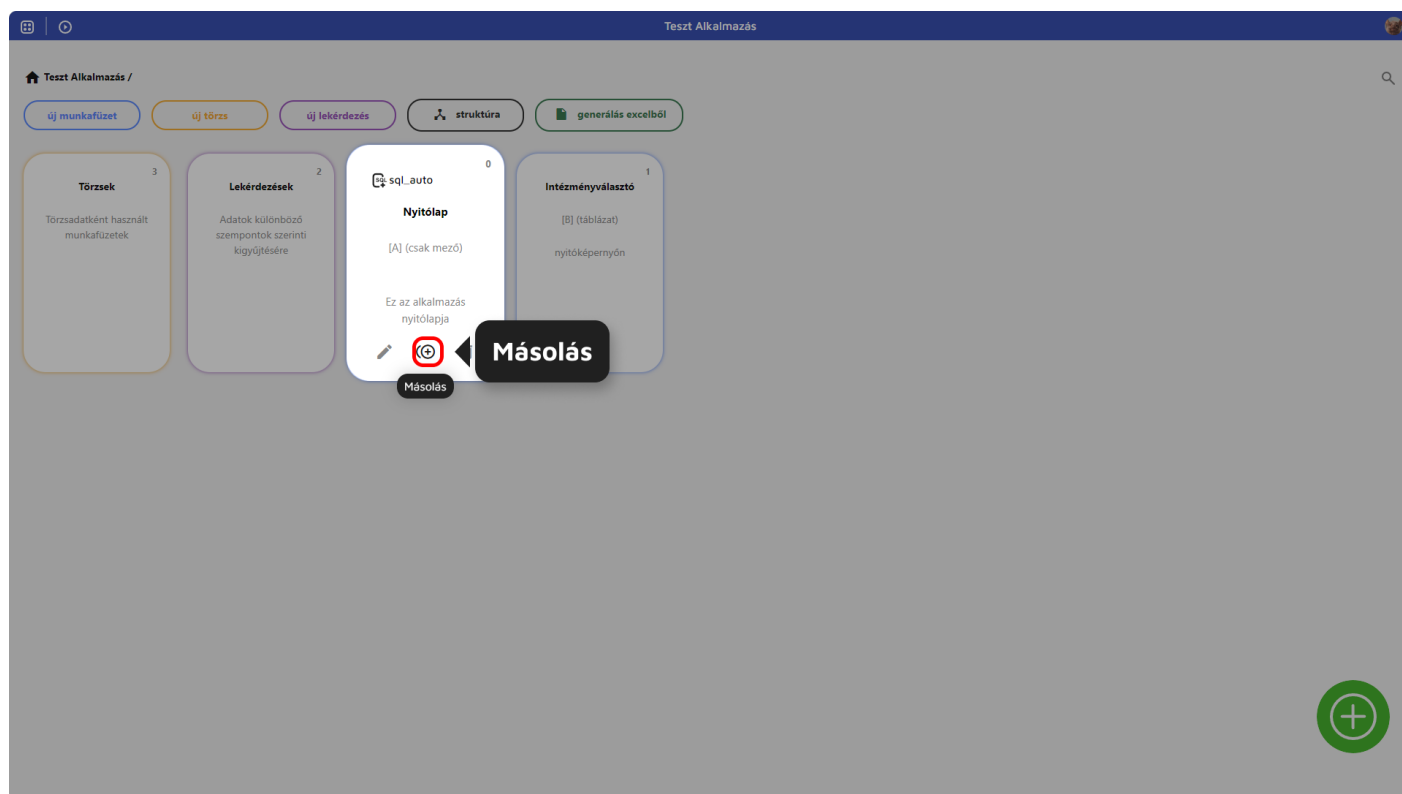 Teszt Alkalmazás
Teszt Alkalmazás /
új munkafüzet
új törzs
új lekérdezés
struktúra
generálás excelből
3
Törzsek
Törzsadatként használt
munkafüzetek
2
Lekérdezések
Adatok különböző
szempontok szerinti
kigyűjtésére
0
SQL sql_auto
Nyitólap
[A] (csak mező)
Ez az alkalmazás
nyitólapja
Másolás
1
Intézményválasztó
[B] (táblázat)
nyitóképernyőn
Másolás